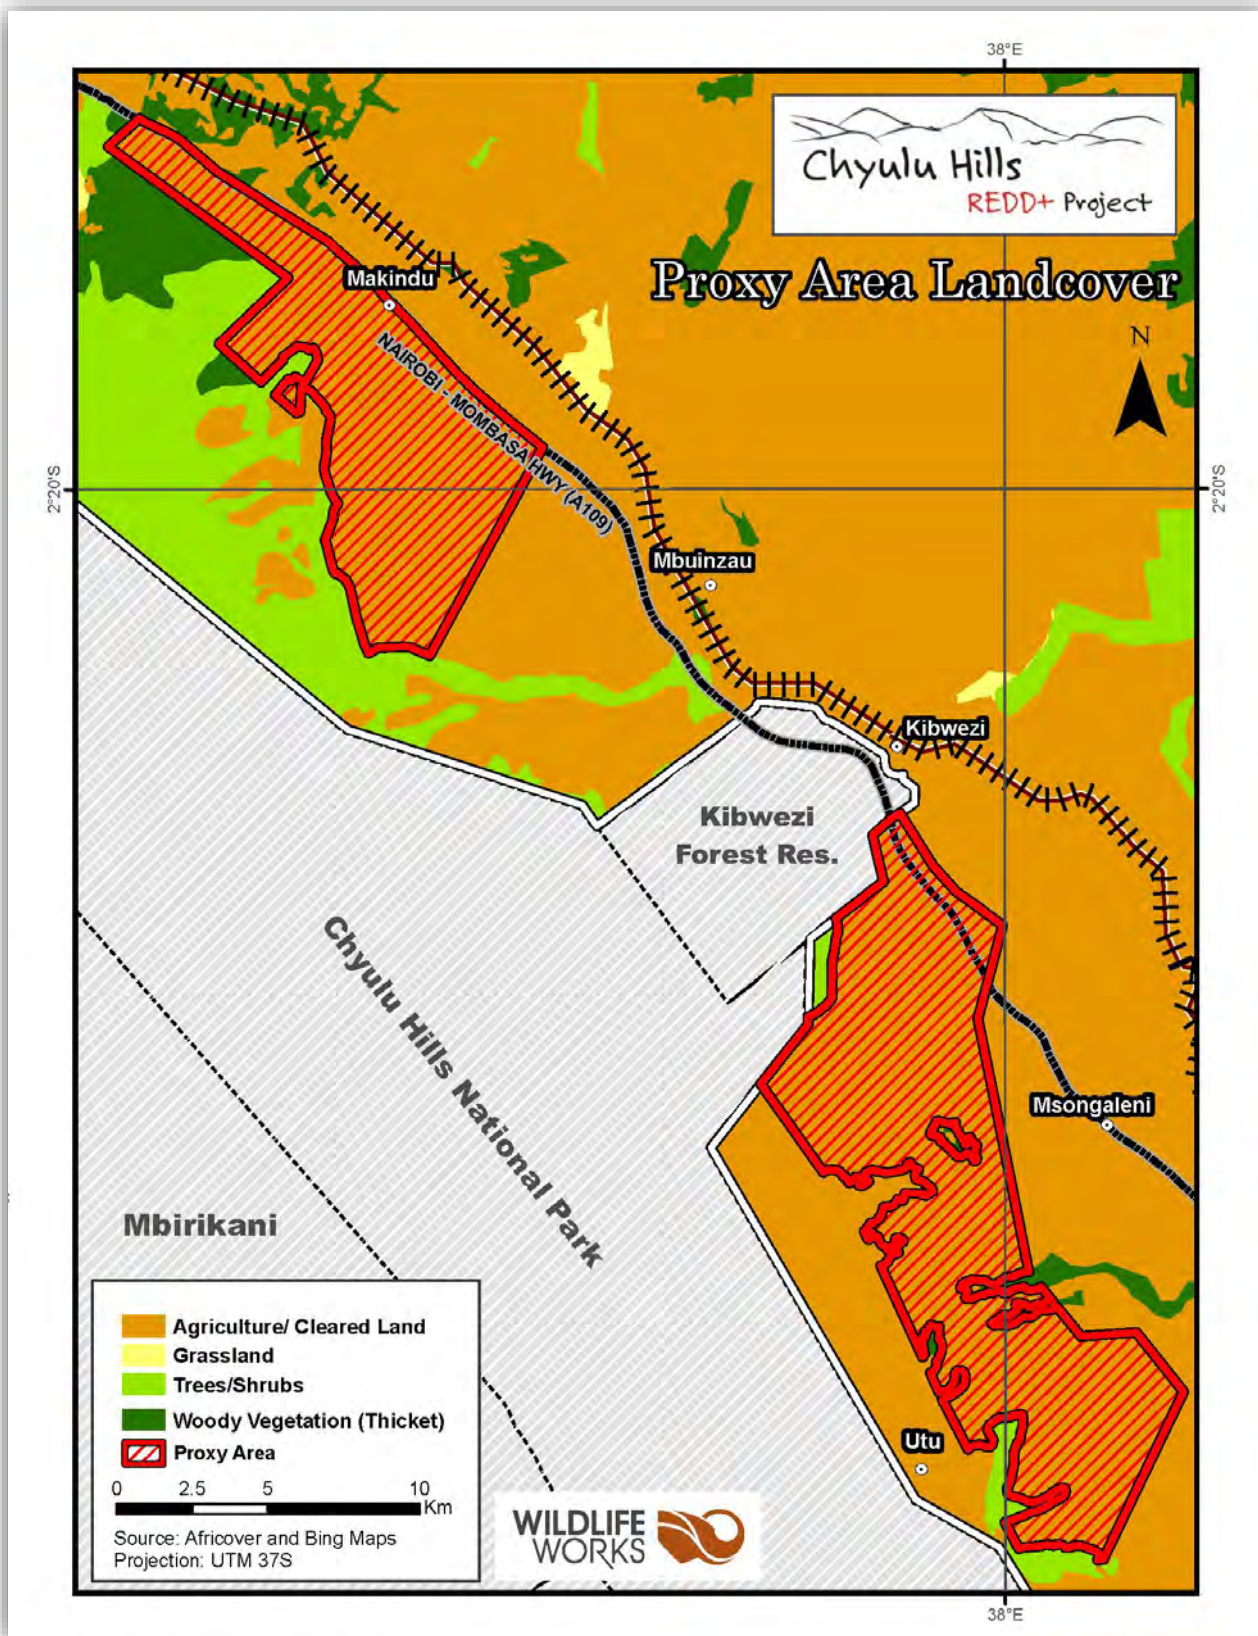 38°E
Chyulu Hills
REDD+ Project
Proxy Area Landcover
N
Makindu
NAIROBI - MOMBASA HWY (A109)
2°20'S
2°20'S
Mbuinzau
Kibwezi
Kibwezi
Forest Res.
Chyulu Hills National Park
Msongaleni
Mbirikani
Utu
Agriculture/ Cleared Land
Grassland
Trees/Shrubs
Woody Vegetation (Thicket)
Proxy Area
0 2.5 5 10
Km
Source: Africover and Bing Maps
Projection: UTM 37S
WILDLIFE
WORKS
38°E